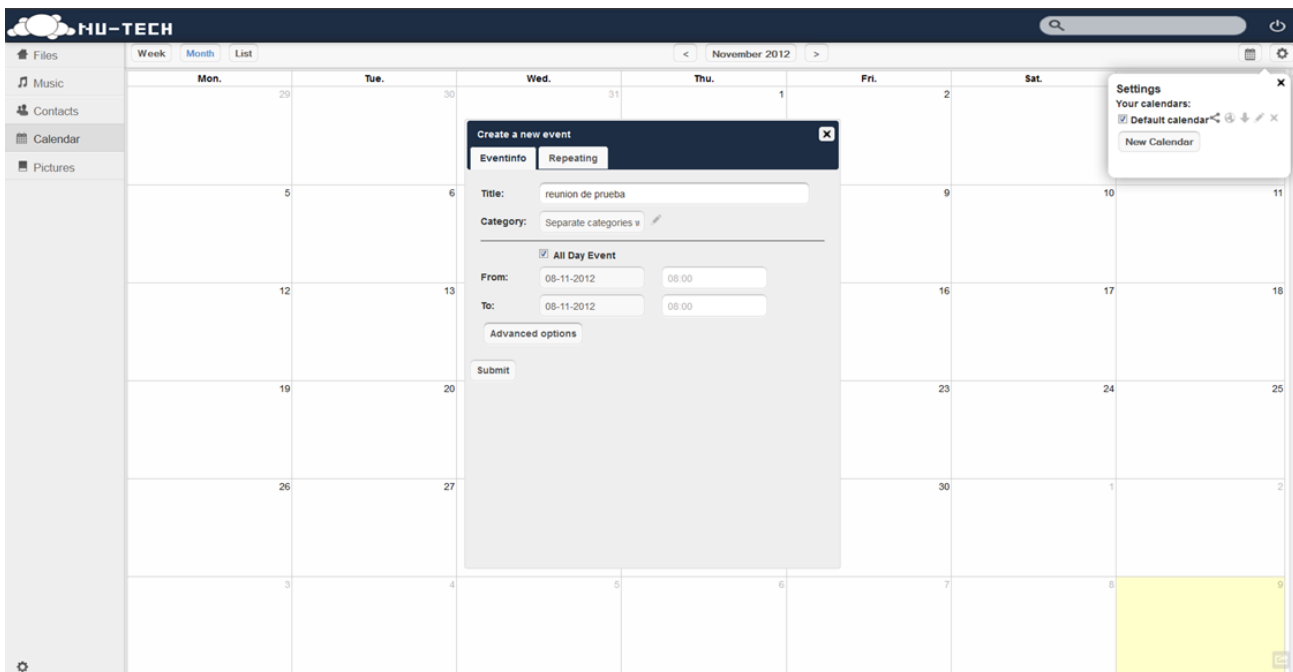 NU-TECH
Files
Music
Contacts
Calendar
Pictures
Week Month List < November 2012 >
Mon. Tue. Wed. Thu. Fri. Sat.
29 30 31 1 2
Settings
Your calendars:
Default calendar
New Calendar
Create a new event
Eventinfo Repeating
Title: reunion de prueba
Category: Separate categories w
All Day Event
From: 08-11-2012 08:00
To: 08-11-2012 08:00
Advanced options
Submit
5 6 9 10 11
12 13 16 17 18
19 20 23 24 25
26 27 30 1 2
3 4 5 6 7 8 9